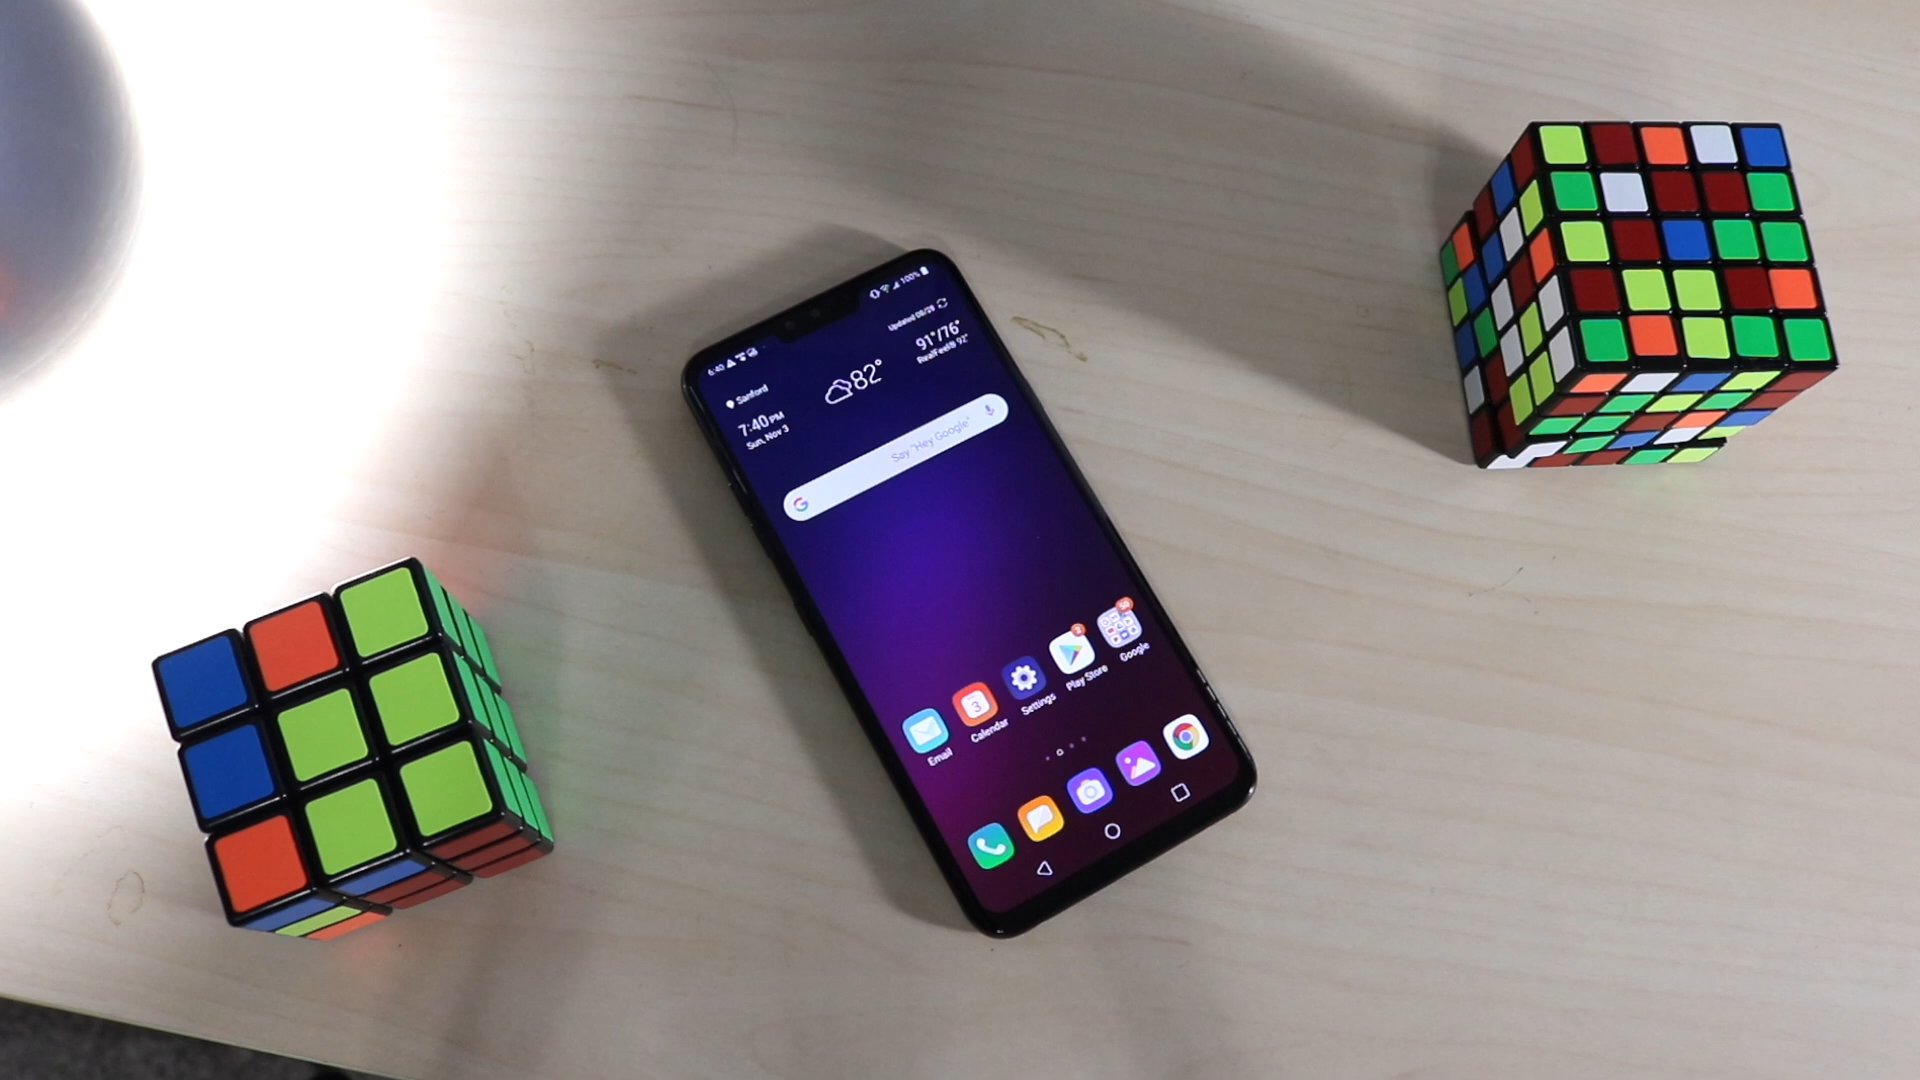 6:40
100%
Updated 08/28
Sanford
82°
91°/76°
RealFeel® 92°
7:40 PM
Sun, Nov 3
G Say "Hey Google"
Email
3
Calendar
Settings
2
Play Store
Google